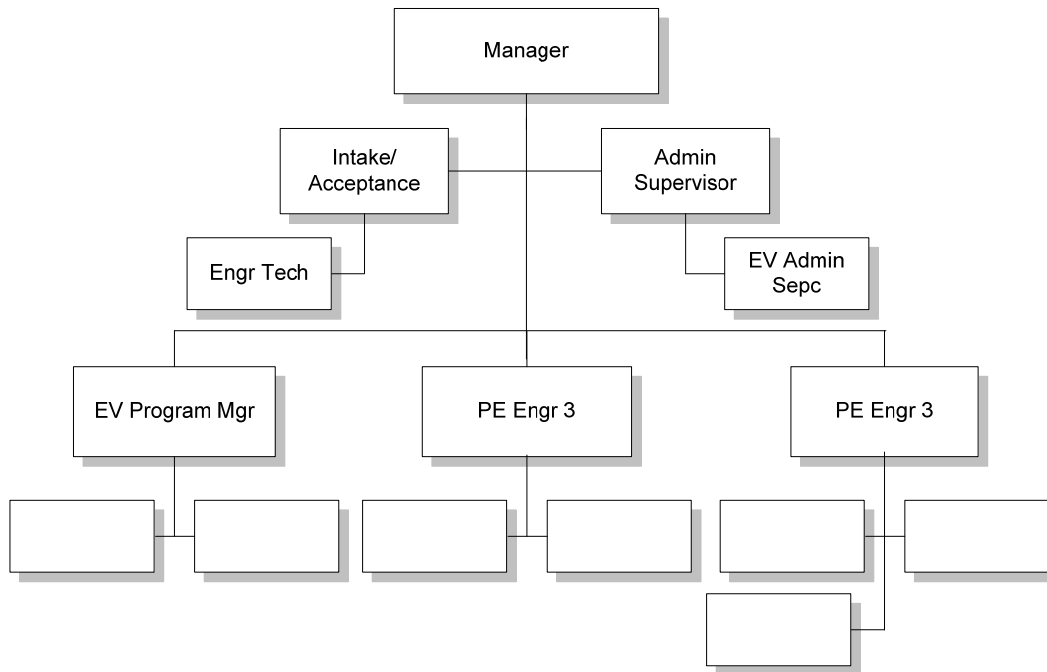 Manager
Intake/
Acceptance
Admin
Supervisor
Engr Tech
EV Admin
Sepc
EV Program Mgr
PE Engr 3
PE Engr 3